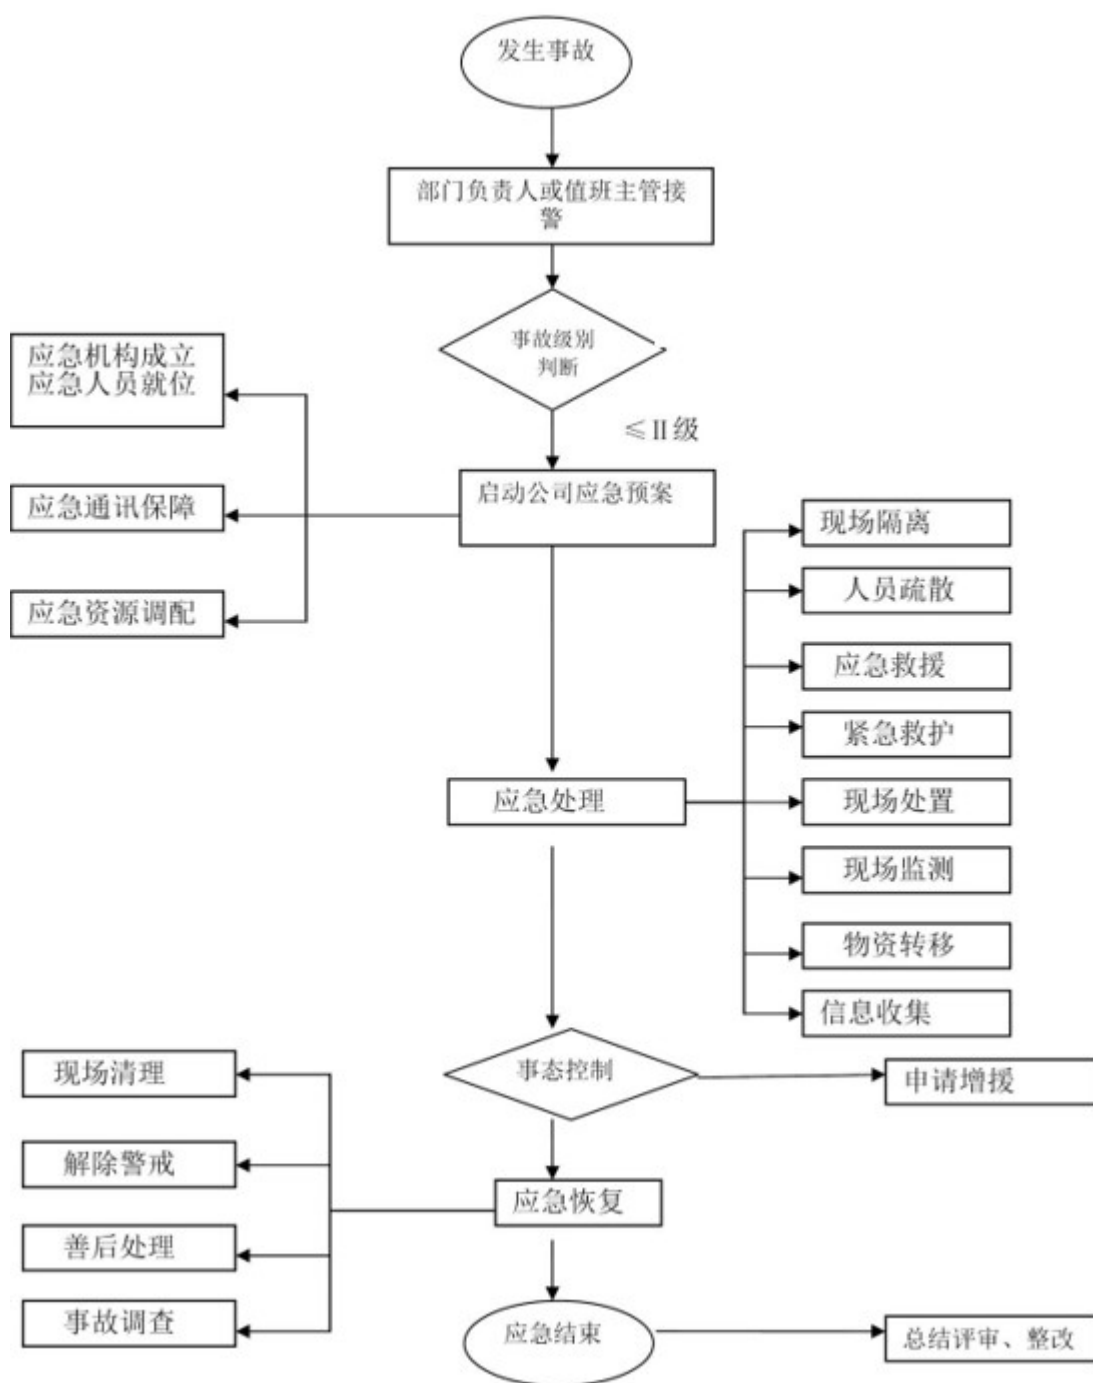 发生事故
部门负责人或值班主管接
警
事故级别
判断
≤II级
应急机构成立
应急人员就位
启动公司应急预案
应急通讯保障
应急资源调配
现场隔离
人员疏散
应急救援
紧急救护
应急处理
现场处置
现场监测
物资转移
信息收集
事态控制
申请增援
现场清理
解除警戒
应急恢复
善后处理
事故调查
应急结束
总结评审、整改